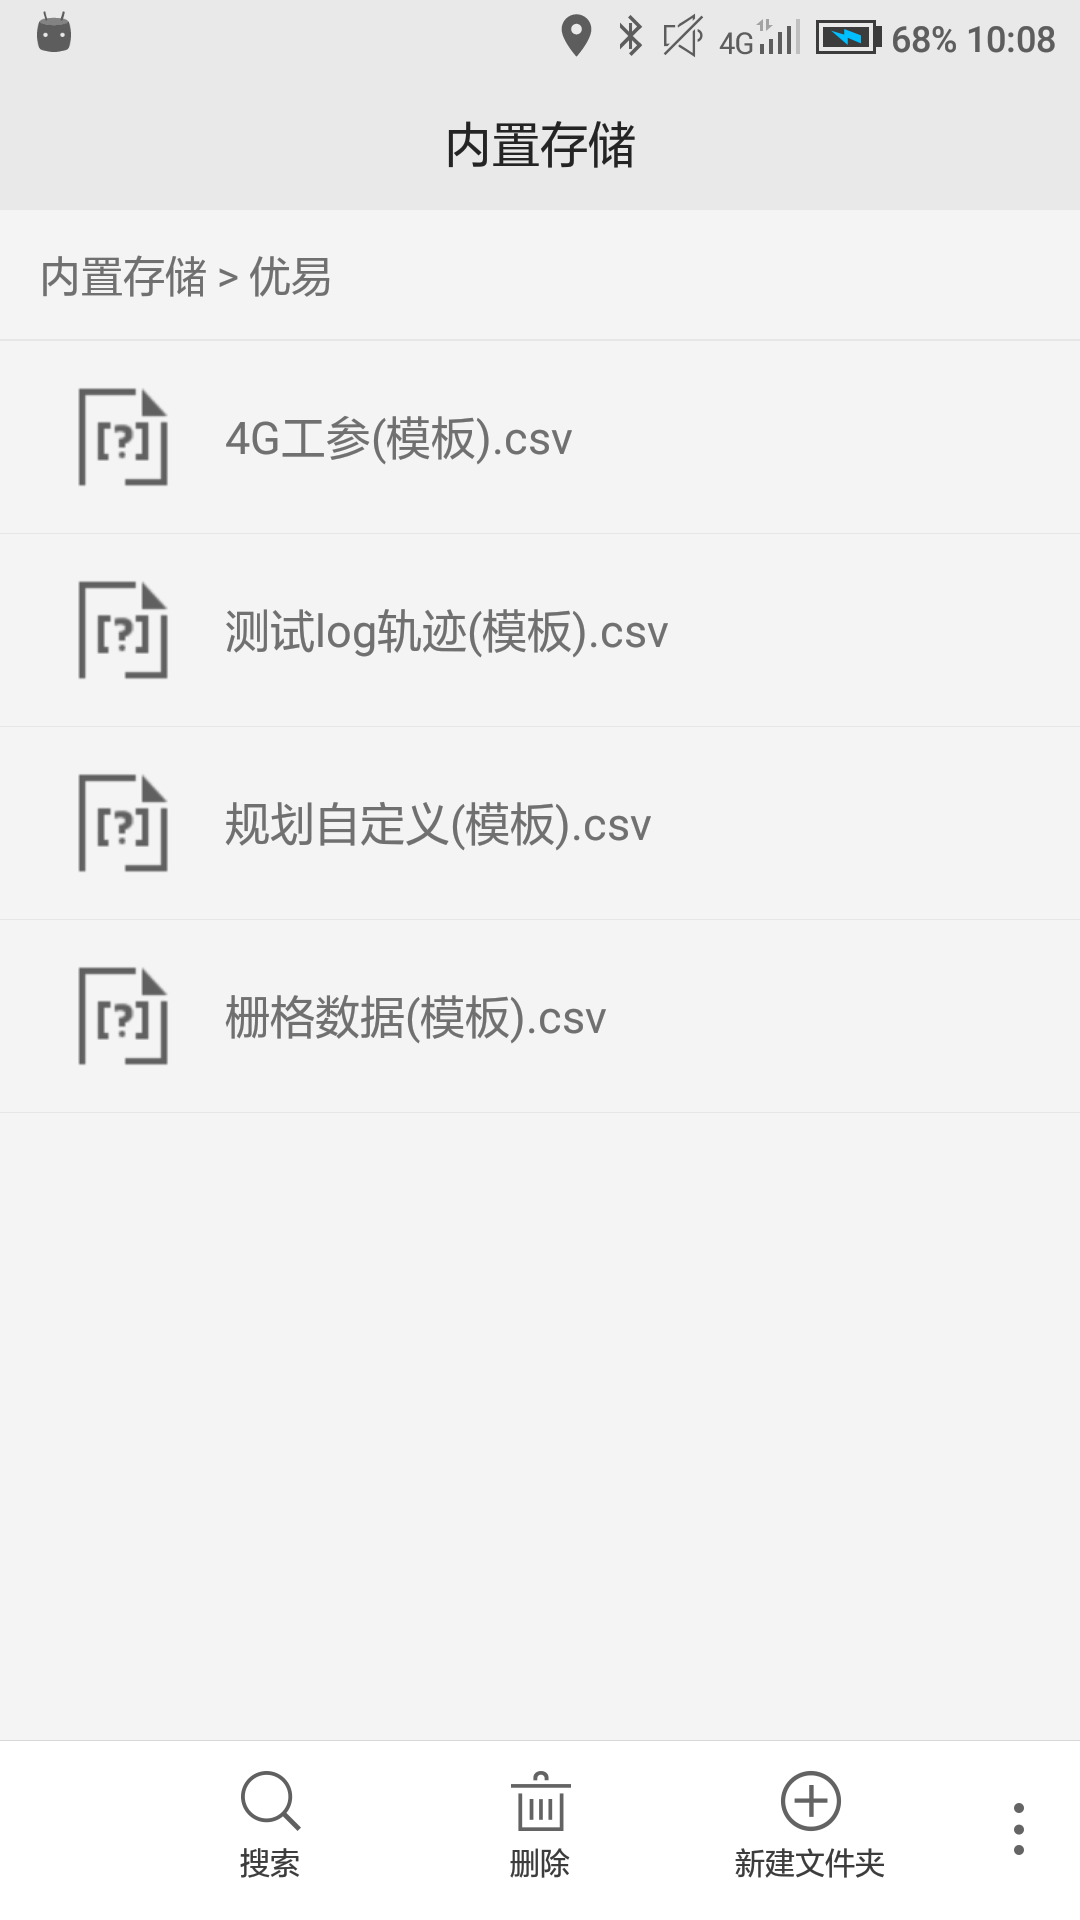 4G 68% 10:08
内置存储
内置存储 > 优易
[?] 4G工参(模板).csv
[?] 测试log轨迹(模板).csv
[?] 规划自定义(模板).csv
[?] 栅格数据(模板).csv
搜索 删除 新建文件夹